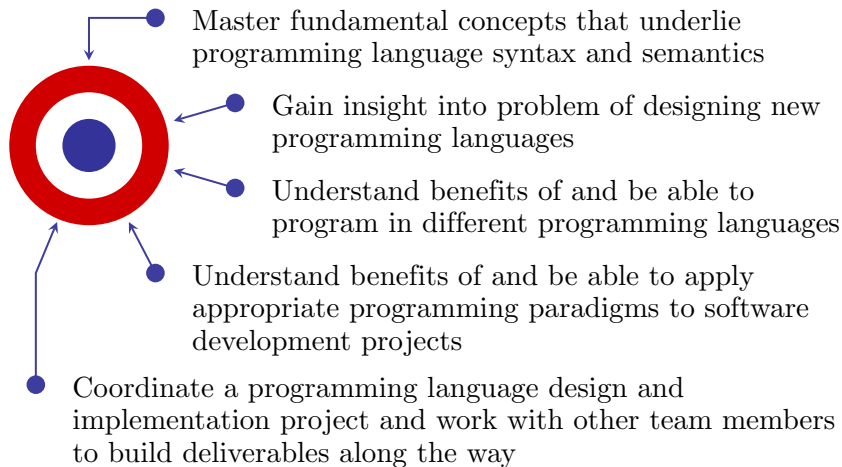 Master fundamental concepts that underlie
programming language syntax and semantics
Gain insight into problem of designing new
programming languages
Understand benefits of and be able to
program in different programming languages
Understand benefits of and be able to apply
appropriate programming paradigms to software
development projects
Coordinate a programming language design and
implementation project and work with other team members
to build deliverables along the way